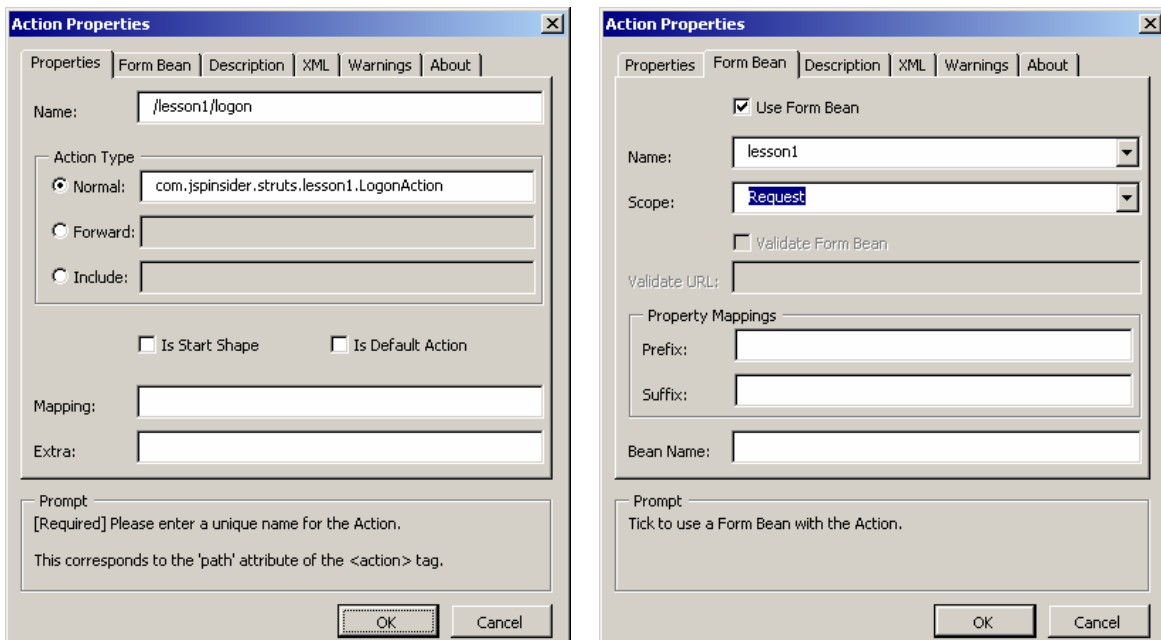 Action Properties
Properties Form Bean Description XML Warnings About
Name: /lesson1/logon
Action Type
Normal: com.jspinsider.struts.lesson1.LogonAction
Forward:
Include:
Is Start Shape Is Default Action
Mapping:
Extra:
Prompt
[Required] Please enter a unique name for the Action.
This corresponds to the 'path' attribute of the <action> tag.
OK Cancel
Action Properties
Properties Form Bean Description XML Warnings About
Use Form Bean
Name: lesson1
Scope: Request
Validate Form Bean
Validate URL:
Property Mappings
Prefix:
Suffix:
Bean Name:
Prompt
Tick to use a Form Bean with the Action.
OK Cancel